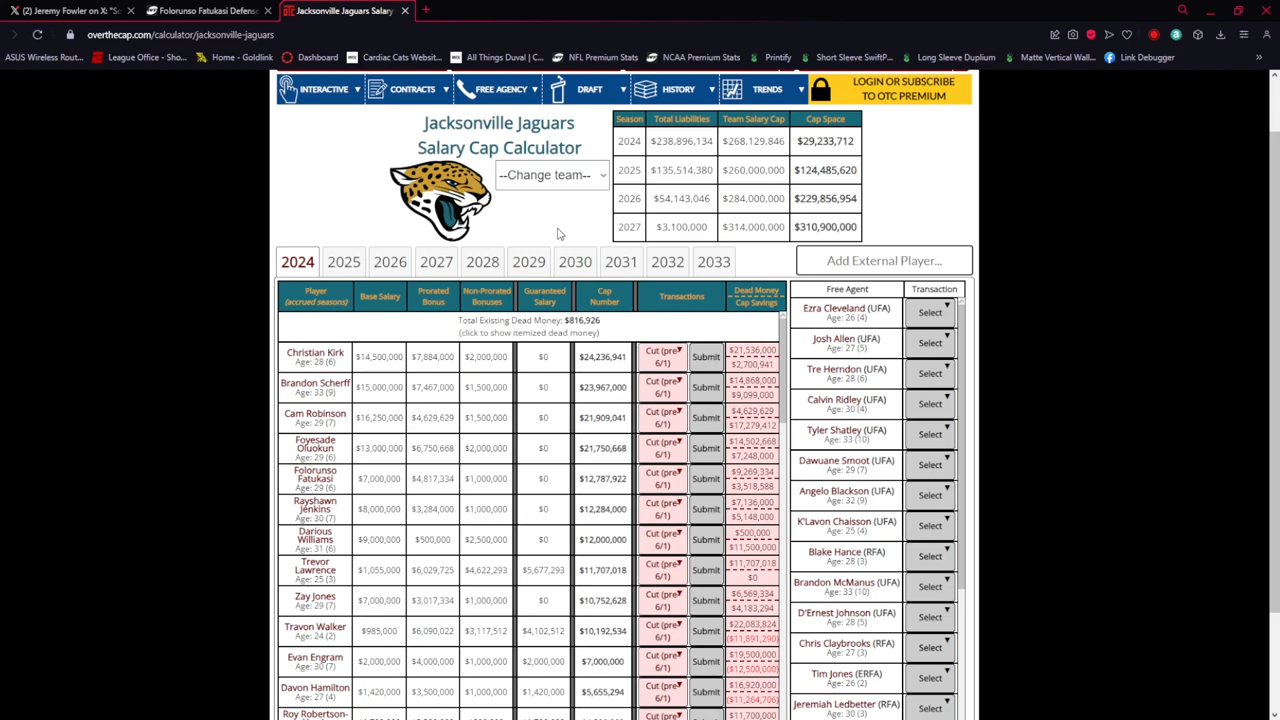 (2) Jeremy Fowler on X: "So
Folorunso Fatukasi Defens
Jacksonville Jaguars Salary
overthecap.com/calculator/jacksonville-jaguars
ASUS Wireless Rout...
League Office - Sho...
Home - Goldlink
Dashboard
Cardiac Cats Websit...
All Things Duval | C...
NFL Premium Stats
NCAA Premium Stats
Printify
Short Sleeve SwiftP...
Long Sleeve Duplium
Matte Vertical Wall...
Link Debugger
INTERACTIVE
CONTRACTS
FREE AGENCY
DRAFT
HISTORY
TRENDS
LOGIN OR SUBSCRIBE
TO OTC PREMIUM
Jacksonville Jaguars
Salary Cap Calculator
--Change team--
Season Total Liabilities Team Salary Cap Cap Space
2024 $238,896,134 $268,129,846 $29,233,712
2025 $135,514,380 $260,000,000 $124,485,620
2026 $54,143,046 $284,000,000 $229,856,954
2027 $3,100,000 $314,000,000 $310,900,000
2024 2025 2026 2027 2028 2029 2030 2031 2032 2033
Add External Player...
Player (accrued seasons) Base Salary Prorated Bonus Non-Prorated Bonuses Guaranteed Salary Cap Number Transactions Dead Money Cap Savings
Total Existing Dead Money: $816,926
(click to show itemized dead money)
Christian Kirk Age: 28 (6) $14,500,000 $7,884,000 $2,000,000 $0 $24,236,941 Cut (pre 6/1) Submit $21,536,000 $2,700,941
Brandon Scherff Age: 33 (9) $15,000,000 $7,467,000 $1,500,000 $0 $23,967,000 Cut (pre 6/1) Submit $14,868,000 $9,099,000
Cam Robinson Age: 29 (7) $16,250,000 $4,629,629 $1,500,000 $0 $21,909,041 Cut (pre 6/1) Submit $4,629,629 $17,279,412
Foyesade Oluokun Age: 29 (6) $13,000,000 $6,750,668 $2,000,000 $0 $21,750,668 Cut (pre 6/1) Submit $14,502,668 $7,248,000
Folorunso Fatukasi Age: 29 (6) $7,000,000 $4,817,334 $1,000,000 $0 $12,787,922 Cut (pre 6/1) Submit $9,269,334 $3,518,588
Rayshawn Jenkins Age: 30 (7) $8,000,000 $3,284,000 $1,000,000 $0 $12,284,000 Cut (pre 6/1) Submit $7,136,000 $5,148,000
Darious Williams Age: 31 (6) $9,000,000 $500,000 $2,500,000 $0 $12,000,000 Cut (pre 6/1) Submit $500,000 $11,500,000
Trevor Lawrence Age: 25 (3) $1,055,000 $6,029,725 $4,622,293 $5,677,293 $11,707,018 Cut (pre 6/1) Submit $11,707,018 $0
Zay Jones Age: 29 (7) $7,000,000 $3,017,334 $1,000,000 $0 $10,752,628 Cut (pre 6/1) Submit $6,569,334 $4,183,294
Travon Walker Age: 24 (2) $985,000 $6,090,022 $3,117,512 $4,102,512 $10,192,534 Cut (pre 6/1) Submit $22,083,824 ($11,891,290)
Evan Engram Age: 30 (7) $2,000,000 $4,000,000 $1,000,000 $2,000,000 $7,000,000 Cut (pre 6/1) Submit $19,500,000 ($12,500,000)
Davon Hamilton Age: 27 (4) $1,420,000 $3,500,000 $1,000,000 $1,420,000 $5,655,294 Cut (pre 6/1) Submit $16,920,000 ($11,264,706)
Roy Robertson- Cut (pre Submit $11,700,000
Free Agent Transaction
Ezra Cleveland (UFA) Age: 26 (4) Select
Josh Allen (UFA) Age: 27 (5) Select
Tre Herndon (UFA) Age: 28 (6) Select
Calvin Ridley (UFA) Age: 30 (4) Select
Tyler Shatley (UFA) Age: 33 (10) Select
Dawuane Smoot (UFA) Age: 29 (7) Select
Angelo Blackson (UFA) Age: 32 (9) Select
K'Lavon Chaisson (UFA) Age: 25 (4) Select
Blake Hance (RFA) Age: 28 (3) Select
Brandon McManus (UFA) Age: 33 (10) Select
D'Ernest Johnson (UFA) Age: 28 (5) Select
Chris Claybrooks (RFA) Age: 27 (3) Select
Tim Jones (ERFA) Age: 26 (2) Select
Jeremiah Ledbetter (RFA) Age: 30 (3) Select